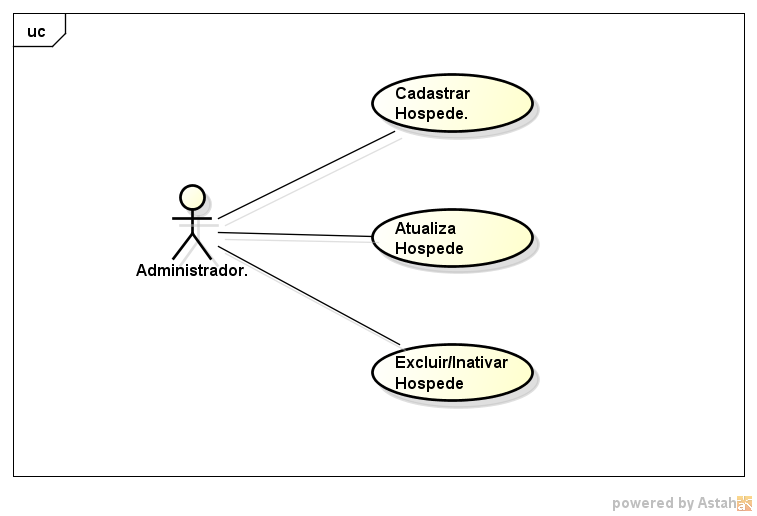 uc
Cadastrar
Hospede.
Atualiza
Hospede
Administrador.
Excluir/Inativar
Hospede
powered by Astah